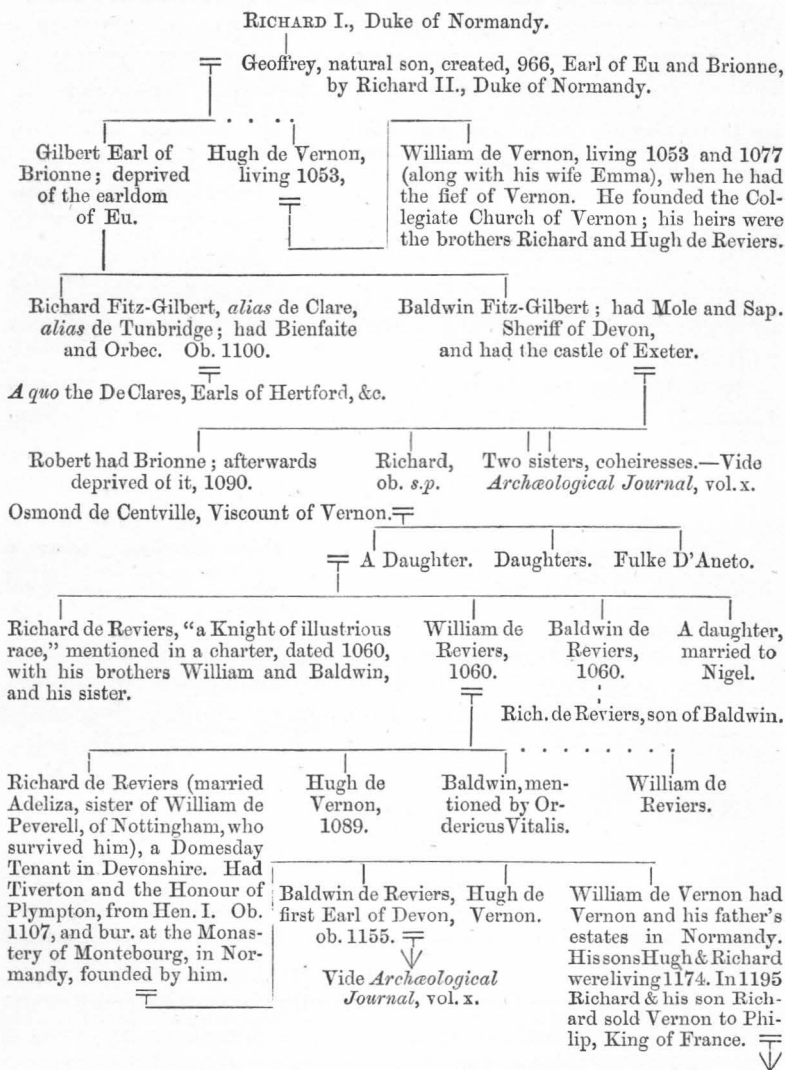 RICHARD I., Duke of Normandy.
Geoffrey, natural son, created, 966, Earl of Eu and Brionne,
by Richard II., Duke of Normandy.
Gilbert Earl of
Brionne; deprived
of the earldom
of Eu.
Hugh de Vernon,
living 1053,
William de Vernon, living 1053 and 1077
(along with his wife Emma), when he had
the fief of Vernon. He founded the Col-
legiate Church of Vernon; his heirs were
the brothers Richard and Hugh de Reviers.
Richard Fitz-Gilbert, alias de Clare,
alias de Tunbridge; had Bienfaite
and Orbec. Ob. 1100.
Baldwin Fitz-Gilbert; had Mole and Sap.
Sheriff of Devon,
and had the castle of Exeter.
A quo the De Clares, Earls of Hertford, &c.
Robert had Brionne; afterwards
deprived of it, 1090.
Richard,
ob. s.p.
Two sisters, coheiresses.—Vide
Archæological Journal, vol. x.
Osmond de Centville, Viscount of Vernon.
A Daughter. Daughters. Fulke D'Aneto.
Richard de Reviers, "a Knight of illustrious
race," mentioned in a charter, dated 1060,
with his brothers William and Baldwin,
and his sister.
William de
Reviers,
1060.
Baldwin de
Reviers,
1060.
A daughter,
married to
Nigel.
Rich. de Reviers, son of Baldwin.
Richard de Reviers (married
Adeliza, sister of William de
Peverell, of Nottingham, who
survived him), a Domesday
Tenant in Devonshire. Had
Tiverton and the Honour of
Plympton, from Hen. I. Ob.
1107, and bur. at the Monas-
tery of Montebourg, in Nor-
mandy, founded by him.
Hugh de
Vernon,
1089.
Baldwin, men-
tioned by Or-
dericus Vitalis.
William de
Reviers.
Baldwin de Reviers,
first Earl of Devon,
ob. 1155.
Vide Archæological
Journal, vol. x.
Hugh de
Vernon.
William de Vernon had
Vernon and his father's
estates in Normandy.
His sons Hugh & Richard
were living 1174. In 1195
Richard & his son Rich-
ard sold Vernon to Phi-
lip, King of France.